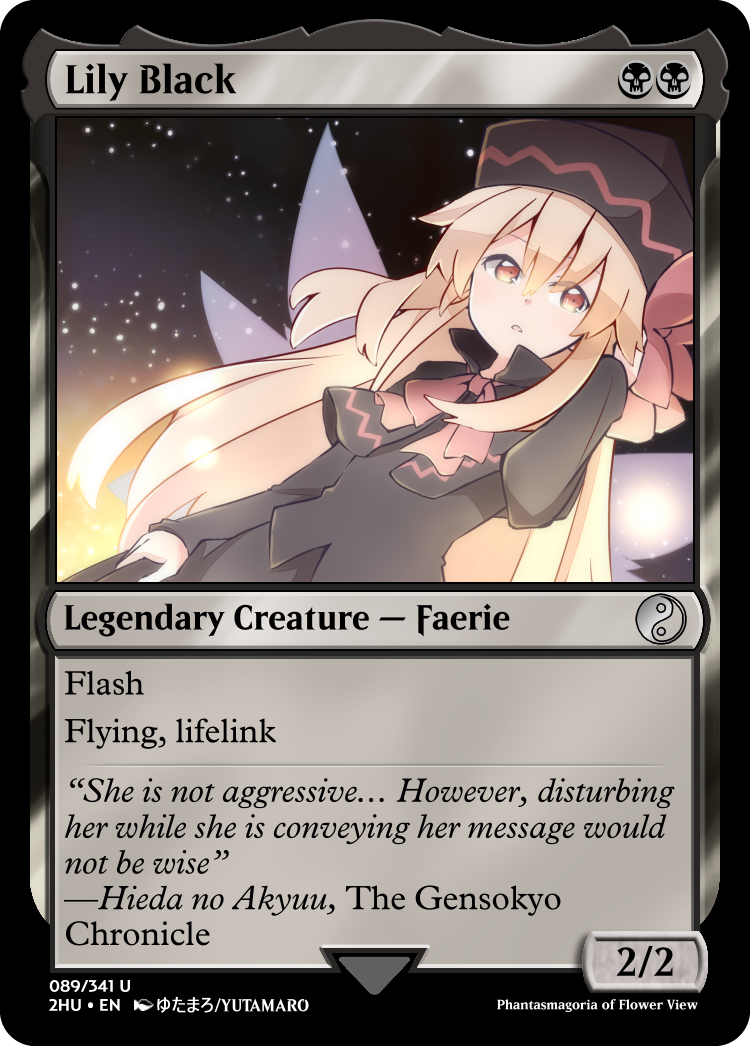 Lily Black
Legendary Creature — Faerie
Flash
Flying, lifelink
“She is not aggressive... However, disturbing
her while she is conveying her message would
not be wise”
—Hieda no Akyuu, The Gensokyo
Chronicle
2/2
089/341 U
2HU • EN ゆたまろ/YUTAMARO
Phantasmagoria of Flower View